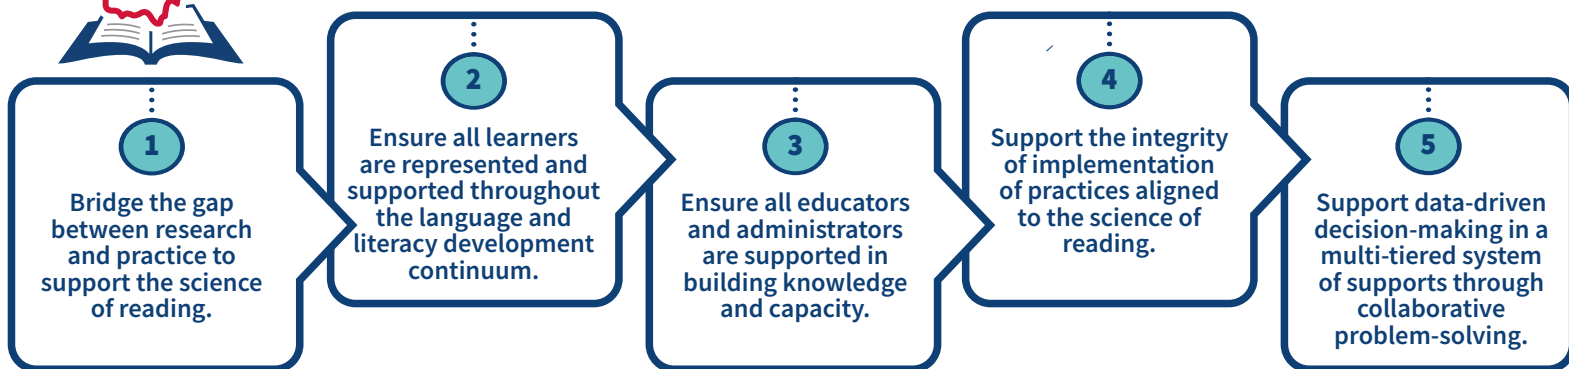 1
Bridge the gap
between research
and practice to
support the science
of reading.
2
Ensure all learners
are represented and
supported throughout
the language and
literacy development
continuum.
3
Ensure all educators
and administrators
are supported in
building knowledge
and capacity.
4
Support the integrity
of implementation
of practices aligned
to the science of
reading.
5
Support data-driven
decision-making in a
multi-tiered system
of supports through
collaborative
problem-solving.